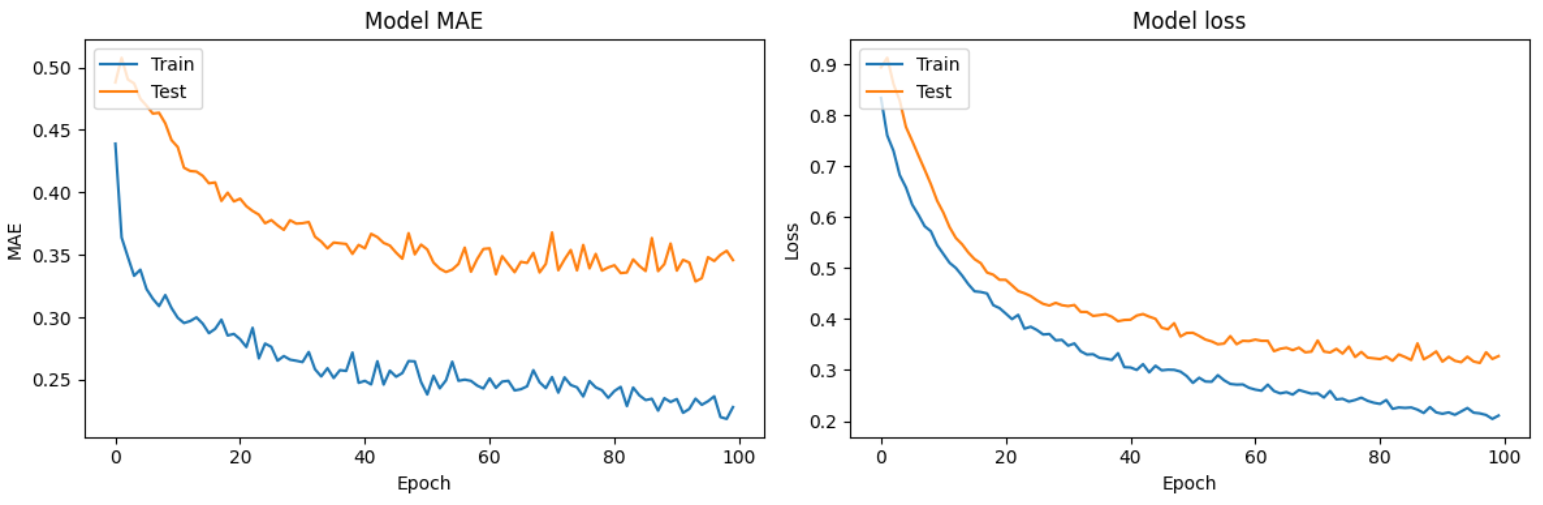 Model MAE
Train
Test
0.50
0.45
0.40
0.35
0.30
0.25
MAE
0 20 40 60 80 100
Epoch
Model loss
Train
Test
0.9
0.8
0.7
0.6
0.5
0.4
0.3
0.2
Loss
0 20 40 60 80 100
Epoch